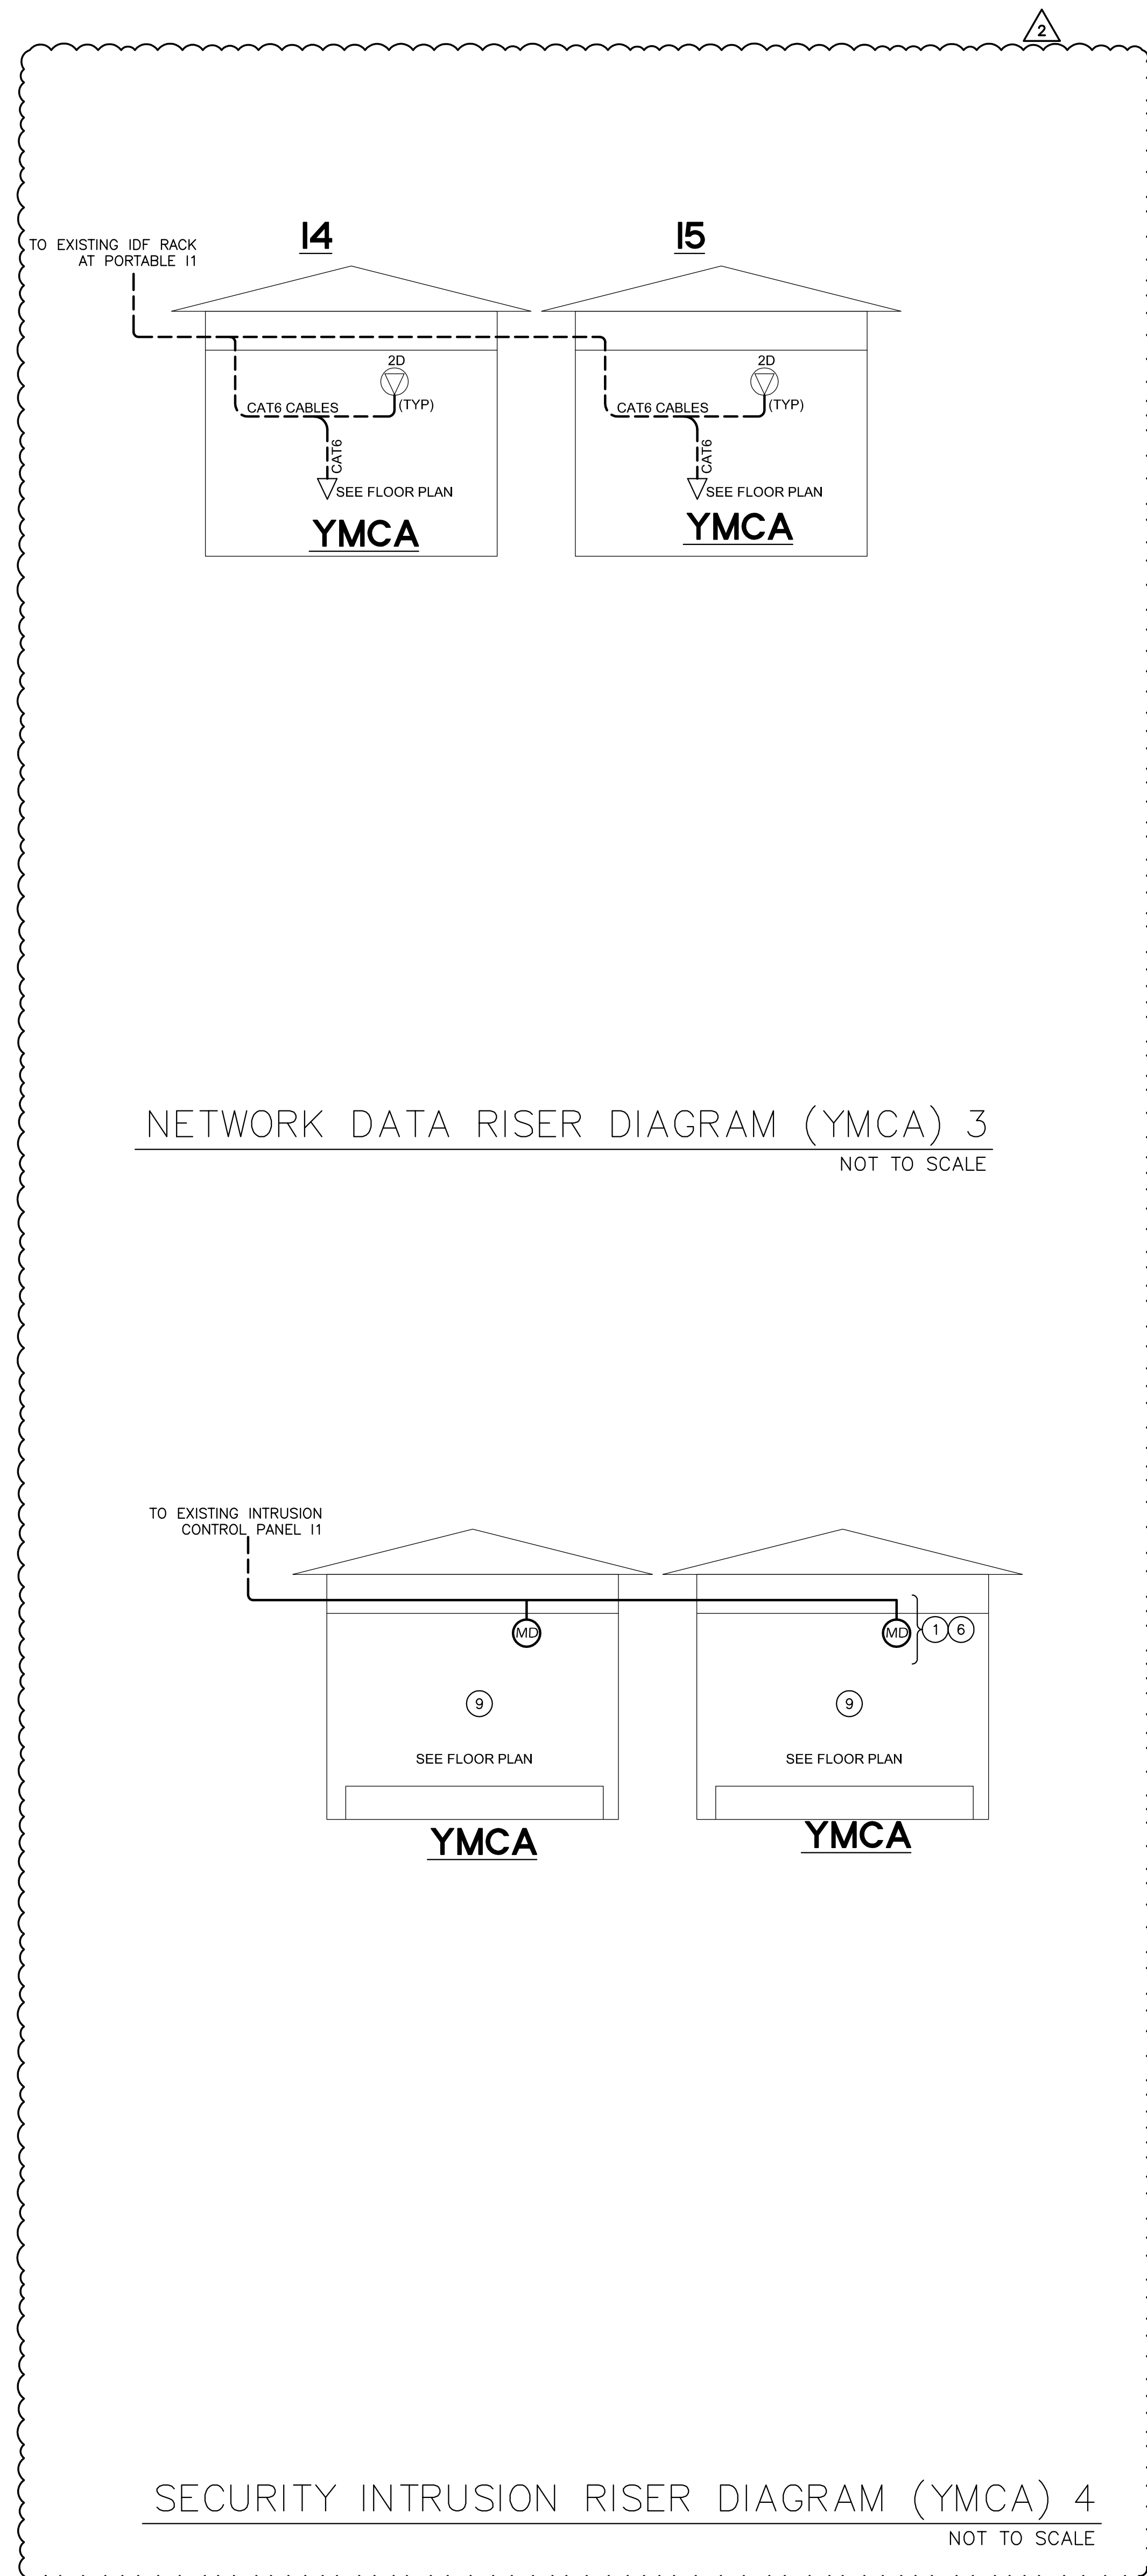 2
I4
I5
TO EXISTING IDF RACK
AT PORTABLE I1
2D
2D
CAT6 CABLES
(TYP)
CAT6 CABLES
(TYP)
CAT6
CAT6
SEE FLOOR PLAN
SEE FLOOR PLAN
YMCA
YMCA
NETWORK DATA RISER DIAGRAM (YMCA) 3
NOT TO SCALE
TO EXISTING INTRUSION
CONTROL PANEL I1
MD
MD
1
6
9
9
SEE FLOOR PLAN
SEE FLOOR PLAN
YMCA
YMCA
SECURITY INTRUSION RISER DIAGRAM (YMCA) 4
NOT TO SCALE